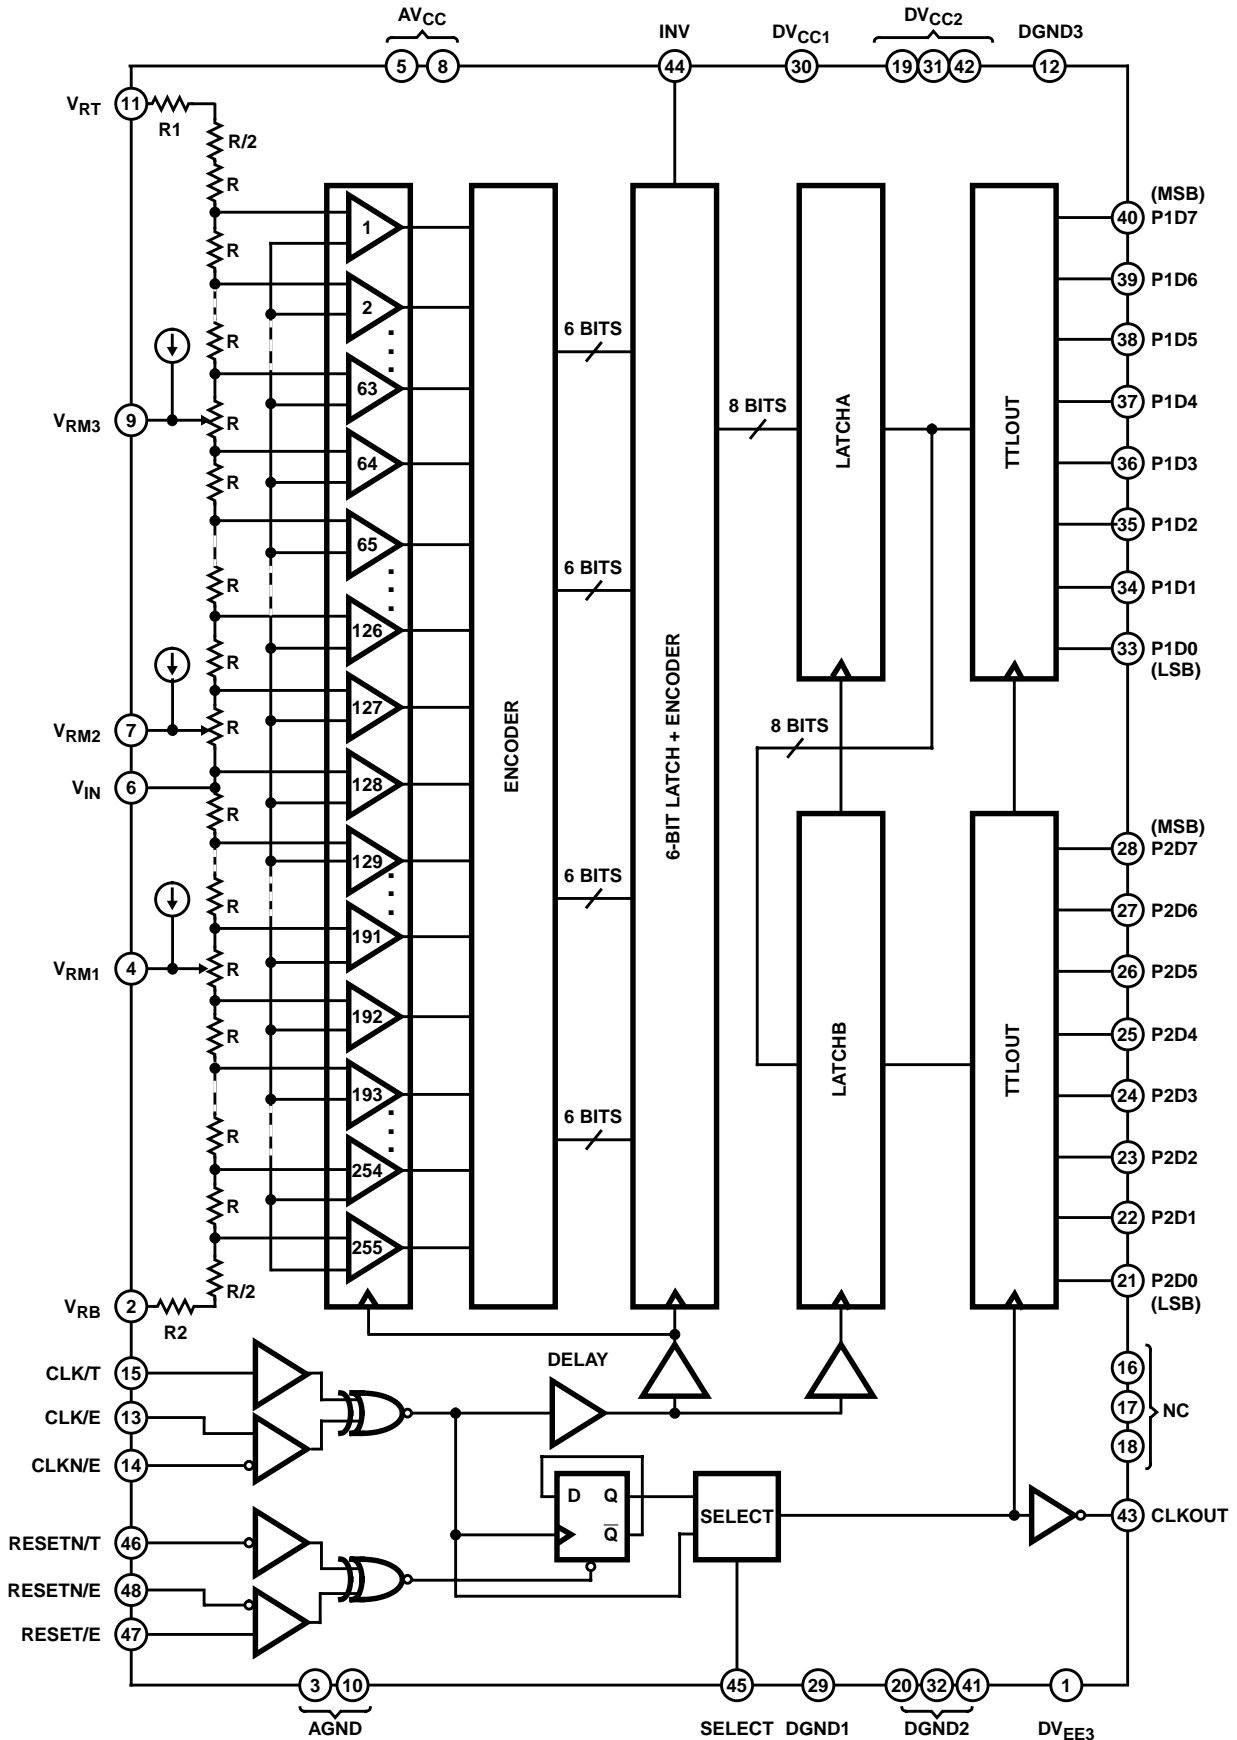 AVCC
INV
DVCC1
DVCC2
DGND3
5
8
44
30
19
31
42
12
VRT
11
R1
R/2
R
R
R
R
R
R
R
R
R
R
R
R
R
R
R/2
VRM3
9
VRM2
7
VIN
6
VRM1
4
VRB
2
R2
1
2
63
64
65
126
127
128
129
191
192
193
254
255
ENCODER
6 BITS
6 BITS
6 BITS
6 BITS
6-BIT LATCH + ENCODER
8 BITS
8 BITS
LATCHA
LATCHB
TTLOUT
TTLOUT
(MSB)
40 P1D7
39 P1D6
38 P1D5
37 P1D4
36 P1D3
35 P1D2
34 P1D1
33 P1D0
(LSB)
(MSB)
28 P2D7
27 P2D6
26 P2D5
25 P2D4
24 P2D3
23 P2D2
22 P2D1
21 P2D0
(LSB)
16
17
18
NC
CLK/T 15
CLK/E 13
CLKN/E 14
DELAY
D Q
Q
SELECT
43 CLKOUT
RESETN/T 46
RESETN/E 48
RESET/E 47
3
10
45
29
20
32
41
1
AGND
SELECT
DGND1
DGND2
DVEE3